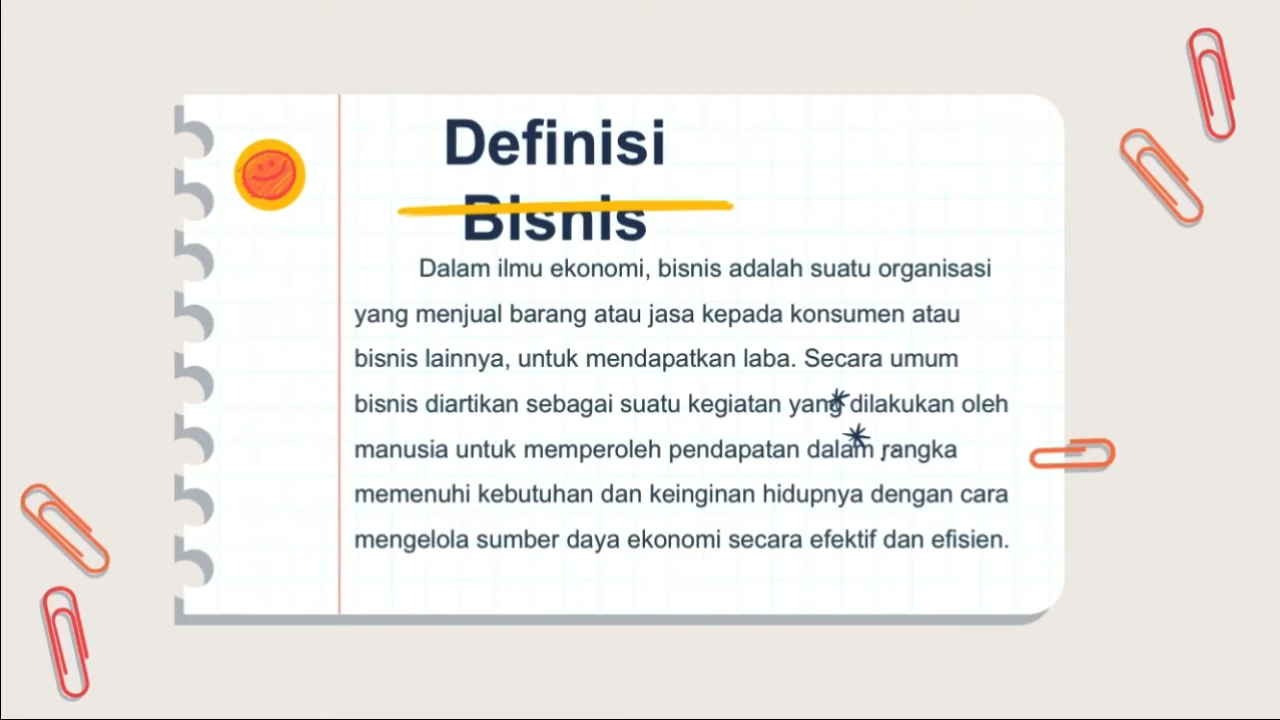 Definisi
Bisnis
Dalam ilmu ekonomi, bisnis adalah suatu organisasi
yang menjual barang atau jasa kepada konsumen atau
bisnis lainnya, untuk mendapatkan laba. Secara umum
bisnis diartikan sebagai suatu kegiatan yang dilakukan oleh
manusia untuk memperoleh pendapatan dalam rangka
memenuhi kebutuhan dan keinginan hidupnya dengan cara
mengelola sumber daya ekonomi secara efektif dan efisien.